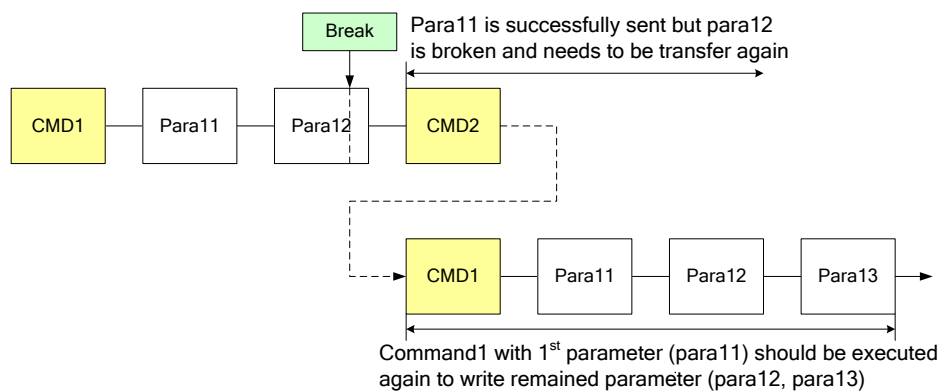 Break
Para11 is successfully sent but para12
is broken and needs to be transfer again
CMD1
Para11
Para12
CMD2
CMD1
Para11
Para12
Para13
Command1 with 1st parameter (para11) should be executed
again to write remained parameter (para12, para13)